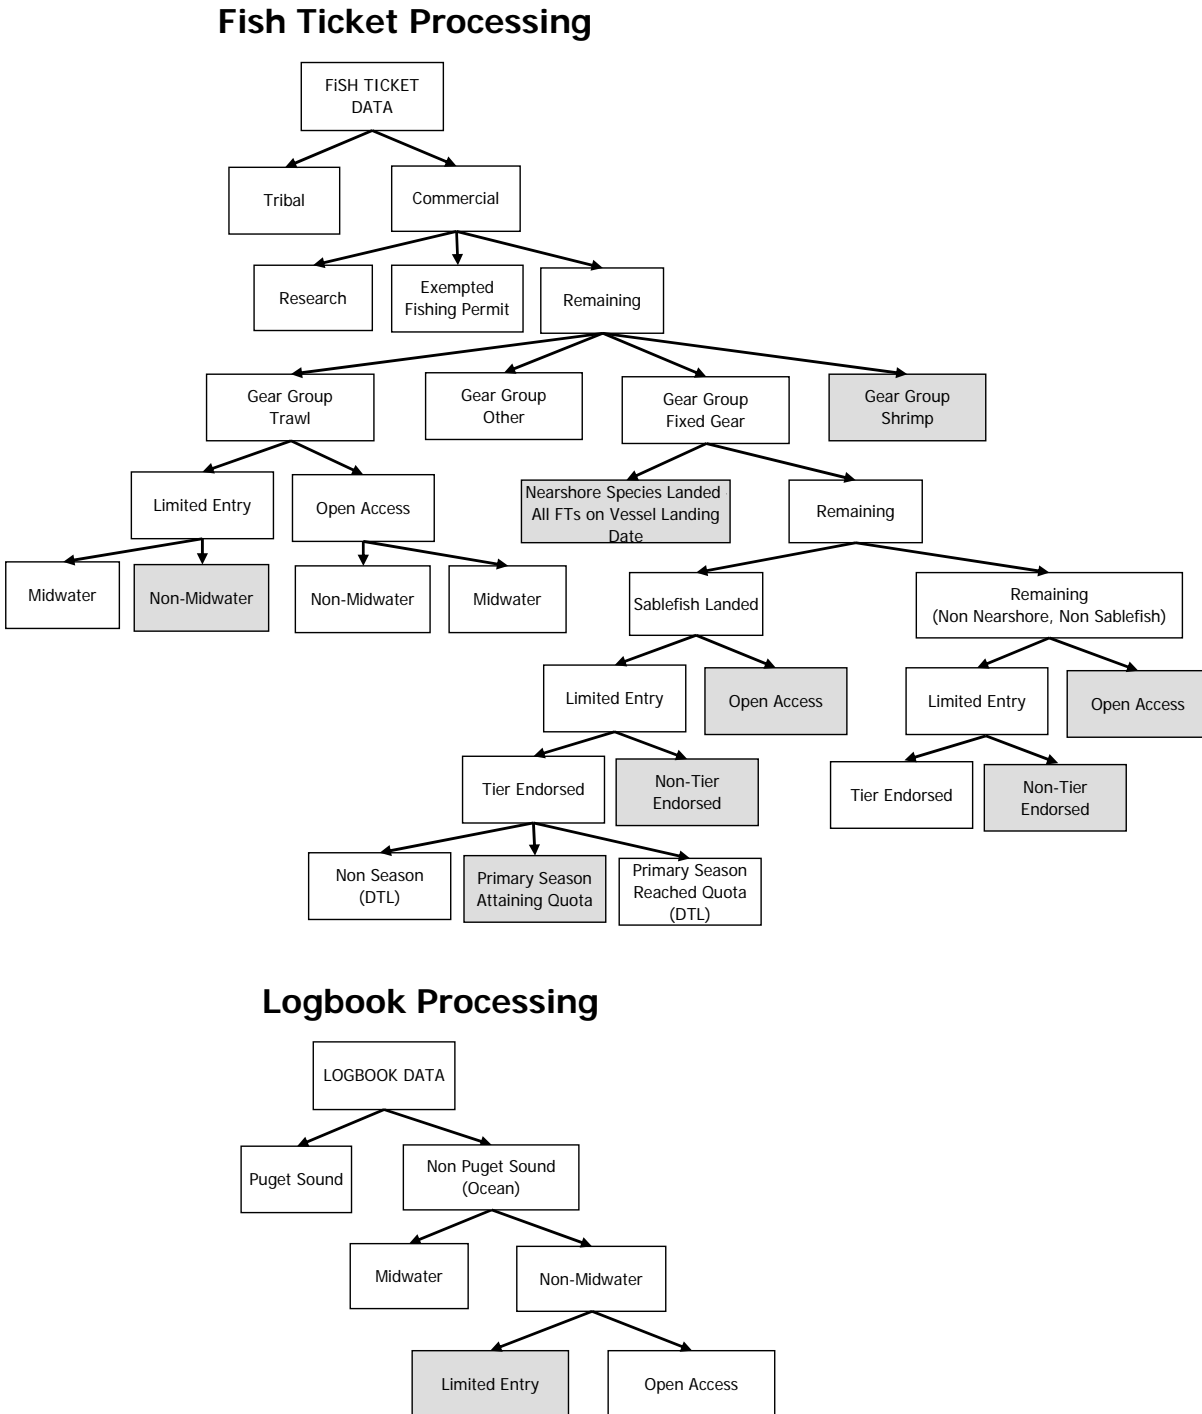 Fish Ticket Processing
FiSH TICKET
DATA
Tribal
Commercial
Research
Exempted
Fishing Permit
Remaining
Gear Group
Trawl
Gear Group
Other
Gear Group
Fixed Gear
Gear Group
Shrimp
Limited Entry
Open Access
Nearshore Species Landed
All FTs on Vessel Landing
Date
Remaining
Midwater
Non-Midwater
Non-Midwater
Midwater
Sablefish Landed
Remaining
(Non Nearshore, Non Sablefish)
Limited Entry
Open Access
Limited Entry
Open Access
Tier Endorsed
Non-Tier
Endorsed
Tier Endorsed
Non-Tier
Endorsed
Non Season
(DTL)
Primary Season
Attaining Quota
Primary Season
Reached Quota
(DTL)
Logbook Processing
LOGBOOK DATA
Puget Sound
Non Puget Sound
(Ocean)
Midwater
Non-Midwater
Limited Entry
Open Access